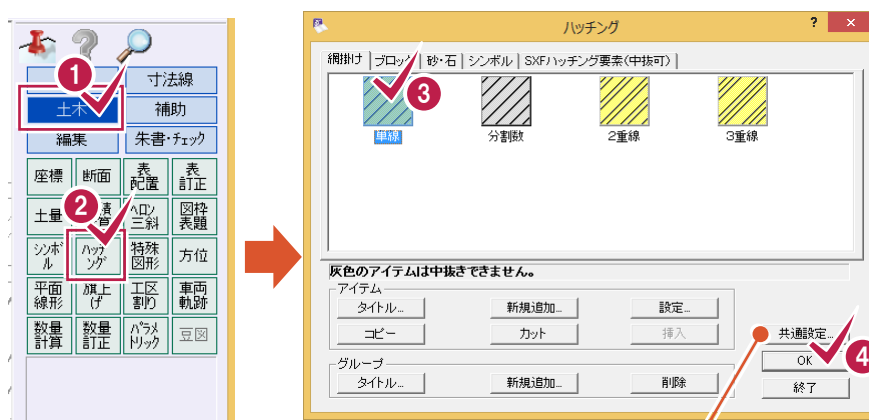 寸法線
土木
補助
編集
朱書・チェック
座標
断面
表配置
表訂正
土量
ヘロン三斜
図枠表題
シンボル
ハッチング
特殊図形
方位
平面線形
旗上げ
工区割り
車両軌跡
数量計算
数量訂正
パラメトリック
豆図
1
2
ハッチング
?
×
網掛け
ブロック
砂・石
シンボル
SXFハッチング要素(中抜可)
3
単線
分割数
2重線
3重線
灰色のアイテムは中抜きできません。
アイテム
タイトル...
新規追加...
設定...
コピー
カット
挿入
共通設定...
グループ
タイトル...
新規追加...
削除
OK
4
終了